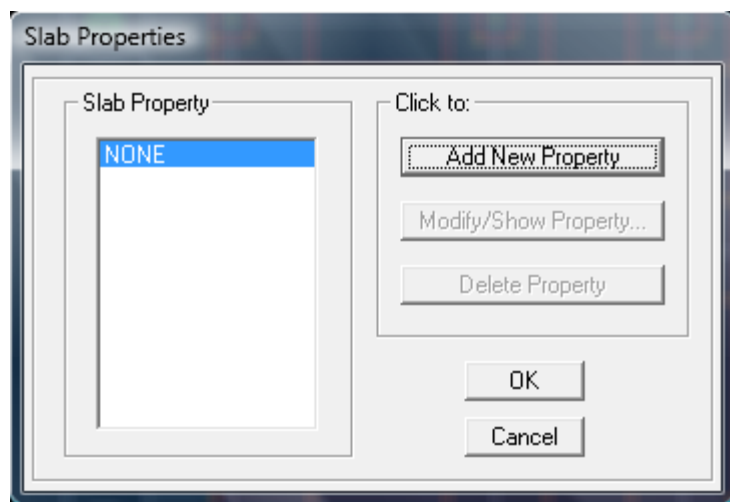 Slab Properties
Slab Property
NONE
Click to:
Add New Property
Modify/Show Property...
Delete Property
OK
Cancel